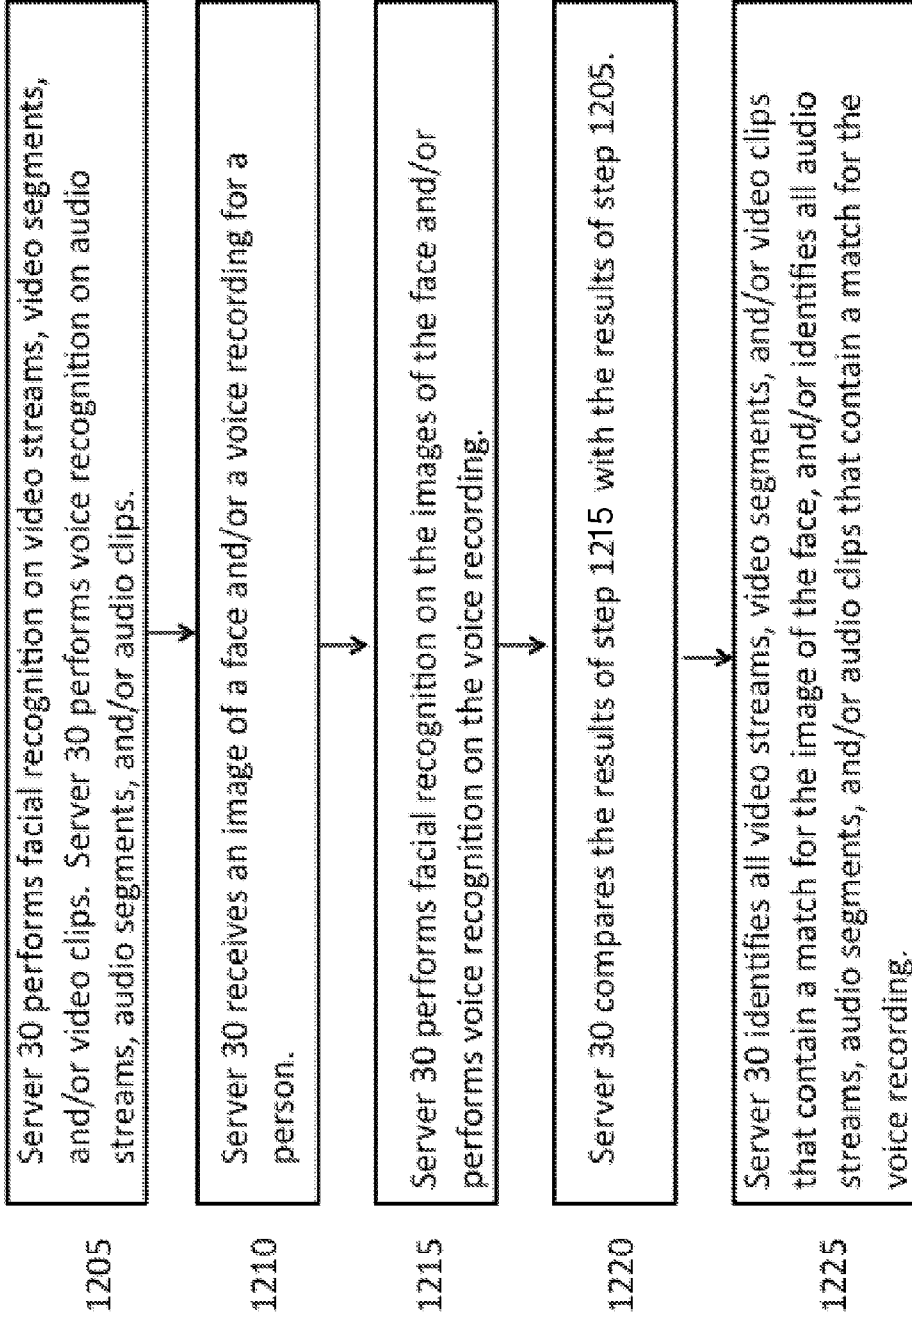 1205
Server 30 performs facial recognition on video streams, video segments,
and/or video clips. Server 30 performs voice recognition on audio
streams, audio segments, and/or audio clips.
1210
Server 30 receives an image of a face and/or a voice recording for a
person.
1215
Server 30 performs facial recognition on the images of the face and/or
performs voice recognition on the voice recording.
1220
Server 30 compares the results of step 1215 with the results of step 1205.
1225
Server 30 identifies all video streams, video segments, and/or video clips
that contain a match for the image of the face, and/or identifies all audio
streams, audio segments, and/or audio clips that contain a match for the
voice recording.